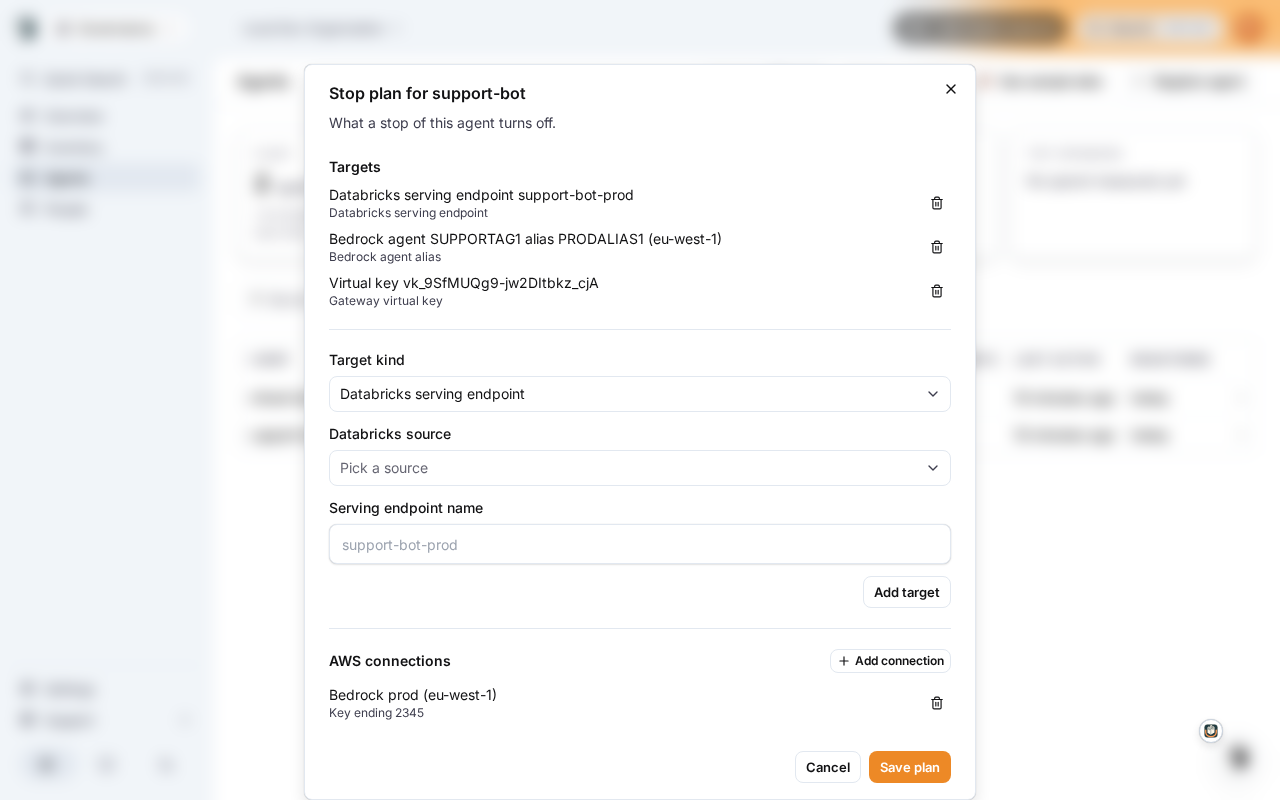 Stop plan for support-bot
What a stop of this agent turns off.
Targets
Databricks serving endpoint support-bot-prod
Databricks serving endpoint
Bedrock agent SUPPORTAG1 alias PRODALIAS1 (eu-west-1)
Bedrock agent alias
Virtual key vk_9SfMUQg9-jw2DItbkz_cjA
Gateway virtual key
Target kind
Databricks serving endpoint
Databricks source
Pick a source
Serving endpoint name
support-bot-prod
Add target
AWS connections
Add connection
Bedrock prod (eu-west-1)
Key ending 2345
Cancel
Save plan